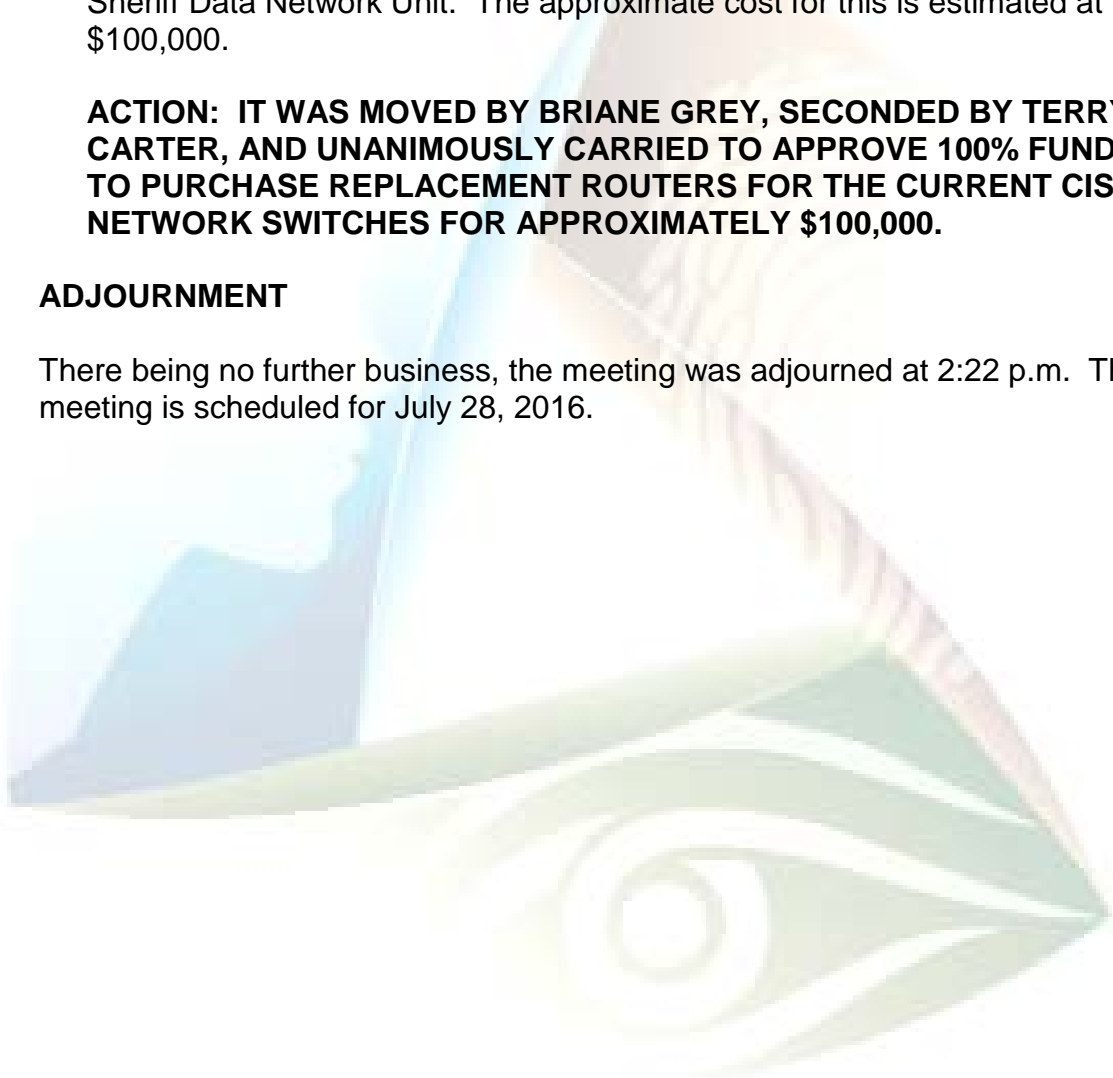 Sheriff Data Network Unit.  The approximate cost for this is estimated at
$100,000.
ACTION:  IT WAS MOVED BY BRIANE GREY, SECONDED BY TERRY
CARTER, AND UNANIMOUSLY CARRIED TO APPROVE 100% FUND
TO PURCHASE REPLACEMENT ROUTERS FOR THE CURRENT CIS
NETWORK SWITCHES FOR APPROXIMATELY $100,000.
ADJOURNMENT
There being no further business, the meeting was adjourned at 2:22 p.m.  Th
meeting is scheduled for July 28, 2016.